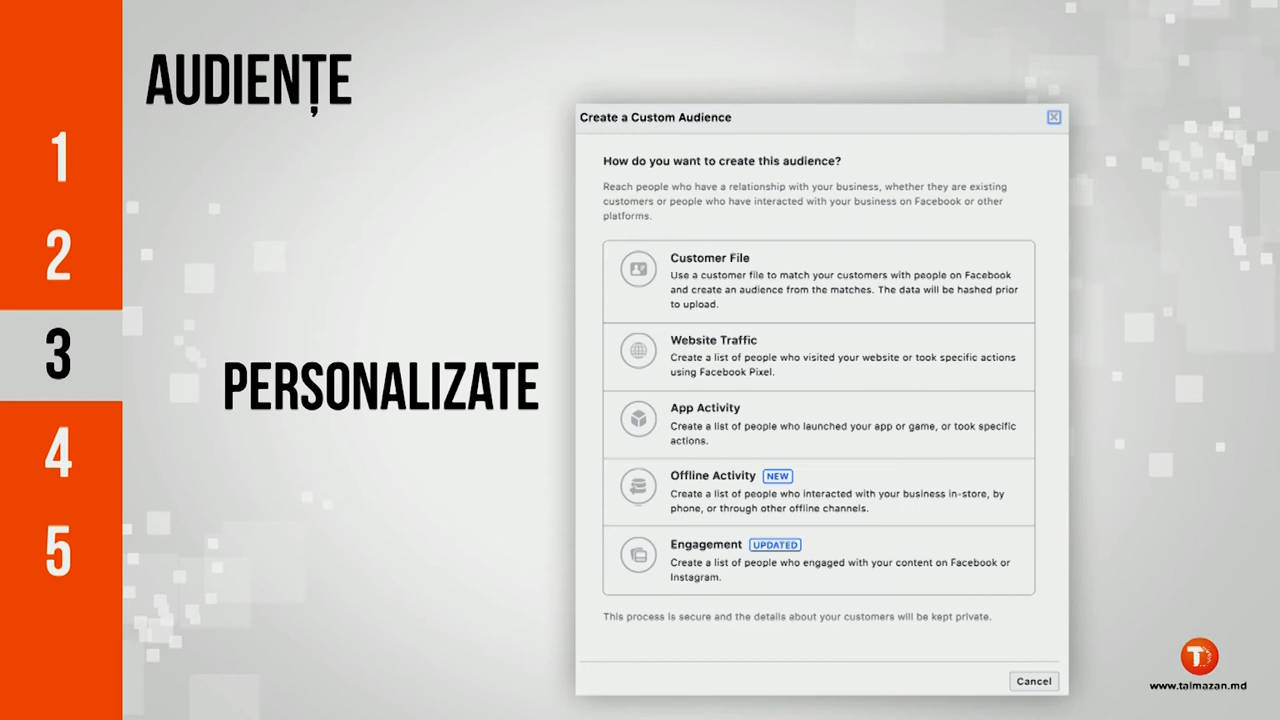 AUDIENȚE
1
2
3
4
5
PERSONALIZATE
Create a Custom Audience
How do you want to create this audience?
Reach people who have a relationship with your business, whether they are existing
customers or people who have interacted with your business on Facebook or other
platforms.
Customer File
Use a customer file to match your customers with people on Facebook
and create an audience from the matches. The data will be hashed prior
to upload.
Website Traffic
Create a list of people who visited your website or took specific actions
using Facebook Pixel.
App Activity
Create a list of people who launched your app or game, or took specific
actions.
Offline Activity NEW
Create a list of people who interacted with your business in-store, by
phone, or through other offline channels.
Engagement UPDATED
Create a list of people who engaged with your content on Facebook or
Instagram.
This process is secure and the details about your customers will be kept private.
Cancel
T
www.talmazan.md